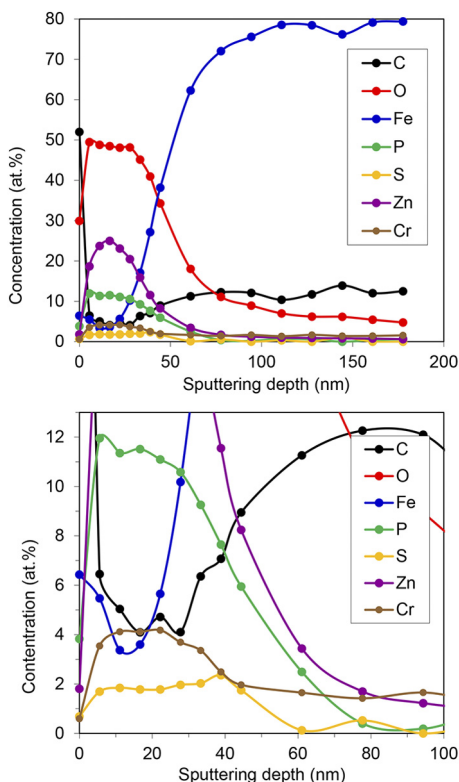 80
70
60
50
40
30
20
10
0
Concentration (at.%)
C
O
Fe
P
S
Zn
Cr
0 50 100 150 200
Sputtering depth (nm)
12
10
8
6
4
2
0
Contentration (at.%)
C
O
Fe
P
S
Zn
Cr
0 20 40 60 80 100
Sputtering depth (nm)